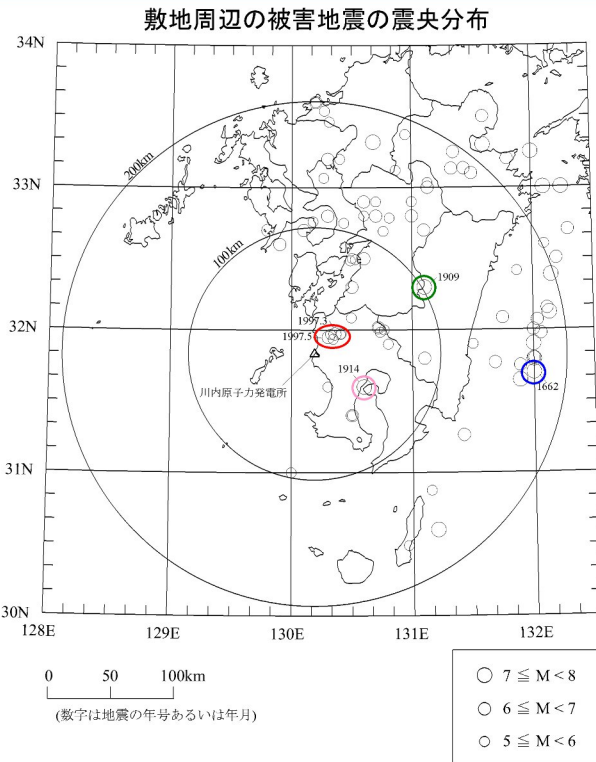 敷地周辺の被害地震の震央分布
34N
200km
33N
100km
1909
1997.3
32N
1997.5
1914
川内原子力発電所
1662
31N
30N
128E
129E
130E
131E
132E
0 50 100km
(数字は地震の年号あるいは年月)
7 ≦ M < 8
6 ≦ M < 7
5 ≦ M < 6